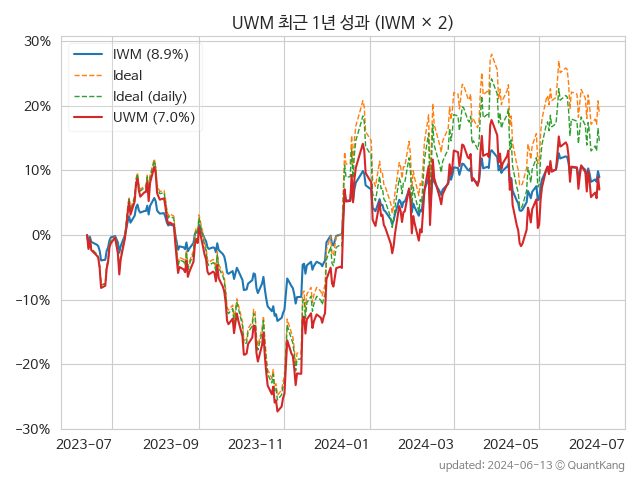 UWM 최근 1년 성과 (IWM × 2)
30%
20%
10%
0%
−10%
−20%
−30%
IWM (8.9%)
Ideal
Ideal (daily)
UWM (7.0%)
2023−07
2023−09
2023−11
2024−01
2024−03
2024−05
2024−07
updated: 2024-06-13 © QuantKang